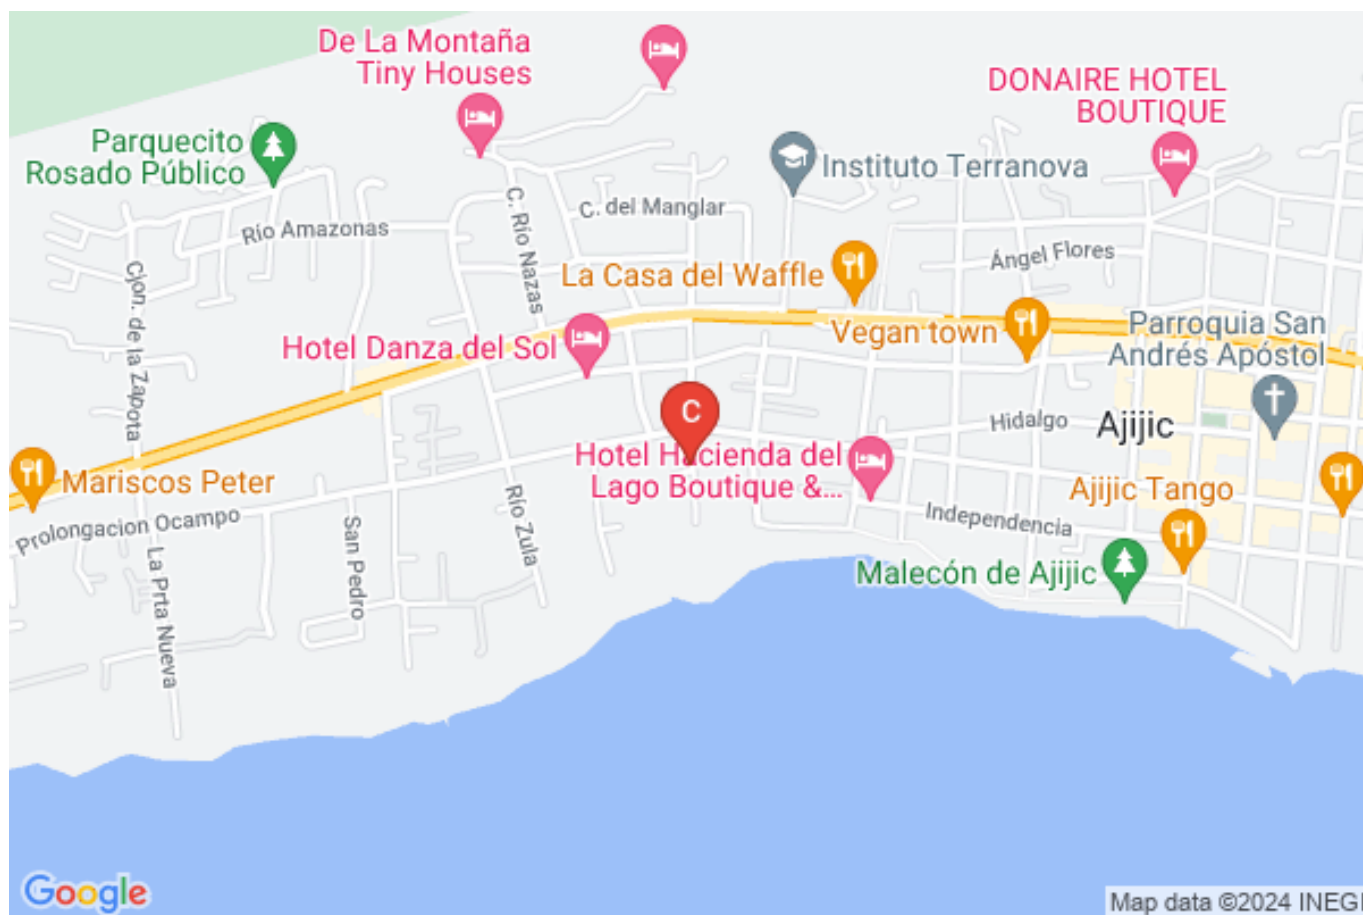 De La Montaña
Tiny Houses
DONAIRE HOTEL
BOUTIQUE
Parquecito
Rosado Público
Instituto Terranova
C. del Manglar
Río Amazonas
C. Río Nazas
Ángel Flores
La Casa del Waffle
Cjon. de la Zapota
Vegan town
Parroquia San
Andrés Apóstol
Hotel Danza del Sol
C
Hidalgo
Ajijic
Hotel Hacienda del
Lago Boutique &...
Mariscos Peter
Ajijic Tango
Prolongacion Ocampo
Río Zula
San Pedro
Independencia
La Prta Nueva
Malecón de Ajijic
Google
Map data ©2024 INEGI